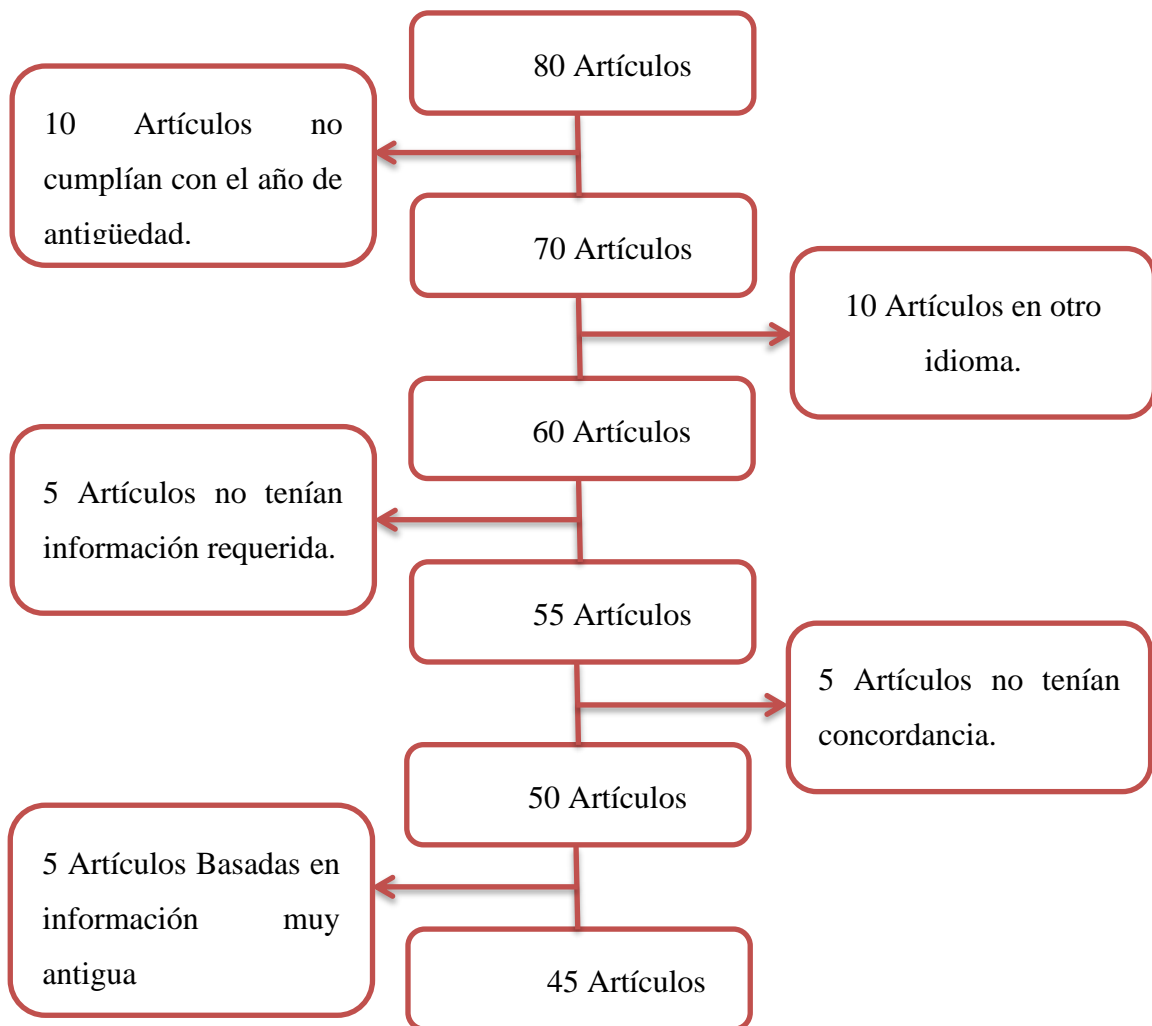 80 Artículos
10 Artículos no
cumplían con el año de
antigüedad.
70 Artículos
10 Artículos en otro
idioma.
60 Artículos
5 Artículos no tenían
información requerida.
55 Artículos
5 Artículos no tenían
concordancia.
50 Artículos
5 Artículos Basadas en
información muy
antigua
45 Artículos